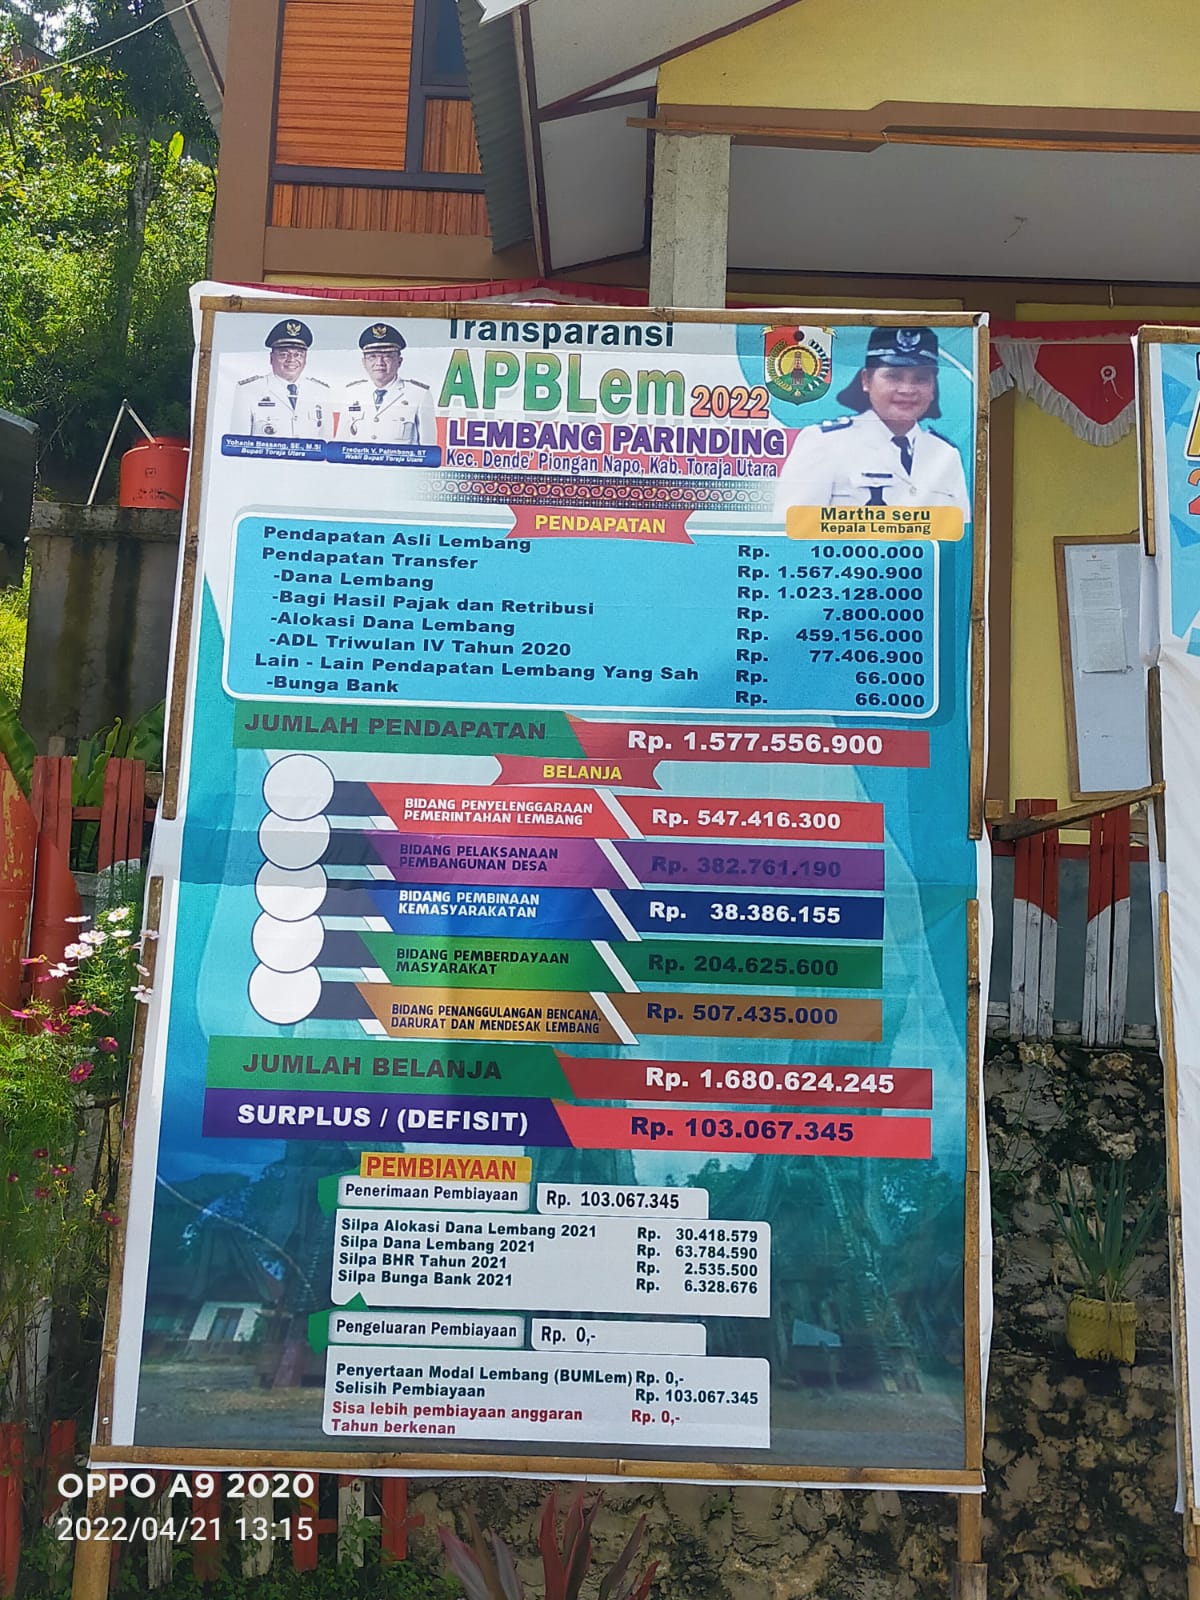 Transparansi
APBLem 2022
LEMBANG PARINDING
Kec. Dende' Piongan Napo, Kab. Toraja Utara
Yohanis Bassang, SE., M.Si
Bupati Toraja Utara
Frederik V. Palimbong, ST
Wakil Bupati Toraja Utara
Martha seru
Kepala Lembang
PENDAPATAN
Pendapatan Asli Lembang Rp. 10.000.000
Pendapatan Transfer Rp. 1.567.490.900
-Dana Lembang Rp. 1.023.128.000
-Bagi Hasil Pajak dan Retribusi Rp. 7.800.000
-Alokasi Dana Lembang Rp. 459.156.000
-ADL Triwulan IV Tahun 2020 Rp. 77.406.900
Lain - Lain Pendapatan Lembang Yang Sah Rp. 66.000
-Bunga Bank Rp. 66.000
JUMLAH PENDAPATAN Rp. 1.577.556.900
BELANJA
BIDANG PENYELENGGARAAN
PEMERINTAHAN LEMBANG Rp. 547.416.300
BIDANG PELAKSANAAN
PEMBANGUNAN DESA Rp. 382.761.190
BIDANG PEMBINAAN
KEMASYARAKATAN Rp. 38.386.155
BIDANG PEMBERDAYAAN
MASYARAKAT Rp. 204.625.600
BIDANG PENANGGULANGAN BENCANA,
DARURAT DAN MENDESAK LEMBANG Rp. 507.435.000
JUMLAH BELANJA Rp. 1.680.624.245
SURPLUS / (DEFISIT) Rp. 103.067.345
PEMBIAYAAN
Penerimaan Pembiayaan Rp. 103.067.345
Silpa Alokasi Dana Lembang 2021 Rp. 30.418.579
Silpa Dana Lembang 2021 Rp. 63.784.590
Silpa BHR Tahun 2021 Rp. 2.535.500
Silpa Bunga Bank 2021 Rp. 6.328.676
Pengeluaran Pembiayaan Rp. 0,-
Penyertaan Modal Lembang (BUMLem) Rp. 0,-
Selisih Pembiayaan Rp. 103.067.345
Sisa lebih pembiayaan anggaran Rp. 0,-
Tahun berkenan
OPPO A9 2020
2022/04/21 13:15